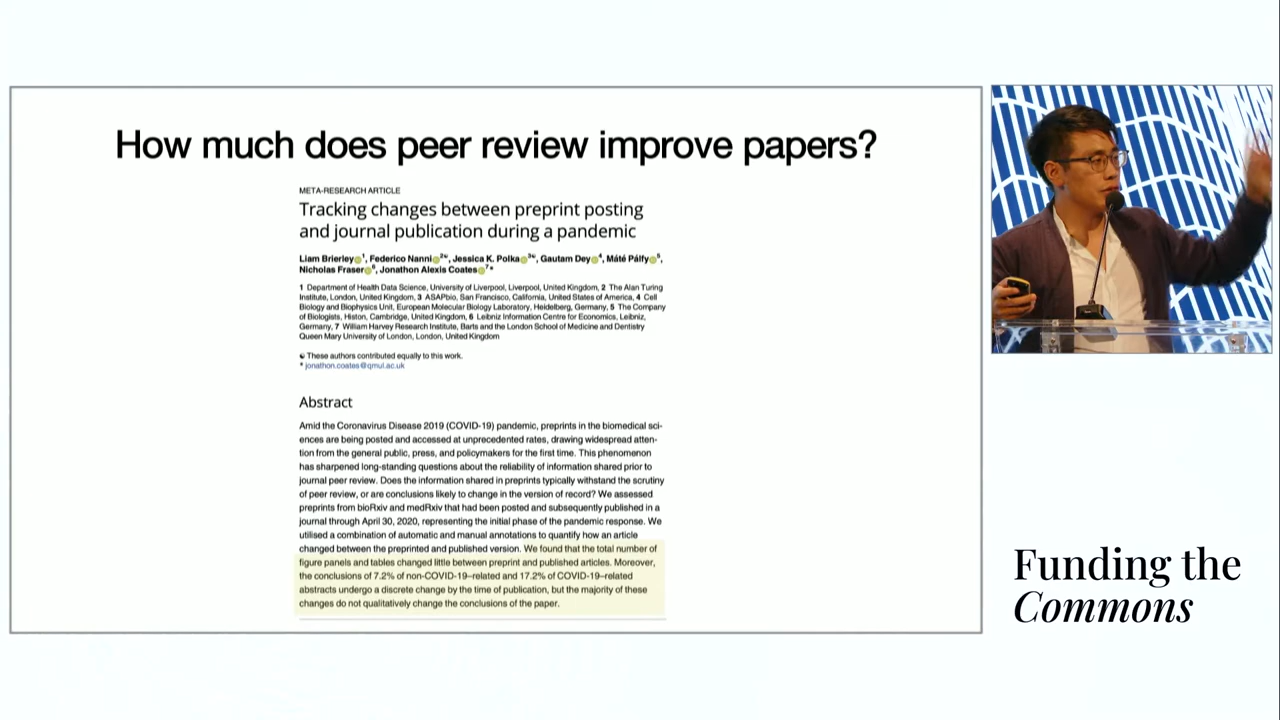 How much does peer review improve papers?
META-RESEARCH ARTICLE
Tracking changes between preprint posting
and journal publication during a pandemic
Liam Brierley¹, Federico Nanni²☯, Jessica K. Polka³☯, Gautam Dey⁴, Máté Pálfy⁵,
Nicholas Fraser⁶, Jonathon Alexis Coates⁷*
1 Department of Health Data Science, University of Liverpool, Liverpool, United Kingdom, 2 The Alan Turing
Institute, London, United Kingdom, 3 ASAPbio, San Francisco, California, United States of America, 4 Cell
Biology and Biophysics Unit, European Molecular Biology Laboratory, Heidelberg, Germany, 5 The Company
of Biologists, Histon, Cambridge, United Kingdom, 6 Leibniz Information Centre for Economics, Leibniz,
Germany, 7 William Harvey Research Institute, Barts and the London School of Medicine and Dentistry
Queen Mary University of London, London, United Kingdom
☯ These authors contributed equally to this work.
* jonathon.coates@qmul.ac.uk
Abstract
Amid the Coronavirus Disease 2019 (COVID-19) pandemic, preprints in the biomedical sci-
ences are being posted and accessed at unprecedented rates, drawing widespread atten-
tion from the general public, press, and policymakers for the first time. This phenomenon
has sharpened long-standing questions about the reliability of information shared prior to
journal peer review. Does the information shared in preprints typically withstand the scrutiny
of peer review, or are conclusions likely to change in the version of record? We assessed
preprints from bioRxiv and medRxiv that had been posted and subsequently published in a
journal through April 30, 2020, representing the initial phase of the pandemic response. We
utilised a combination of automatic and manual annotations to quantify how an article
changed between the preprinted and published version. We found that the total number of
figure panels and tables changed little between preprint and published articles. Moreover,
the conclusions of 7.2% of non-COVID-19–related and 17.2% of COVID-19–related
abstracts undergo a discrete change by the time of publication, but the majority of these
changes do not qualitatively change the conclusions of the paper.
Funding the
Commons